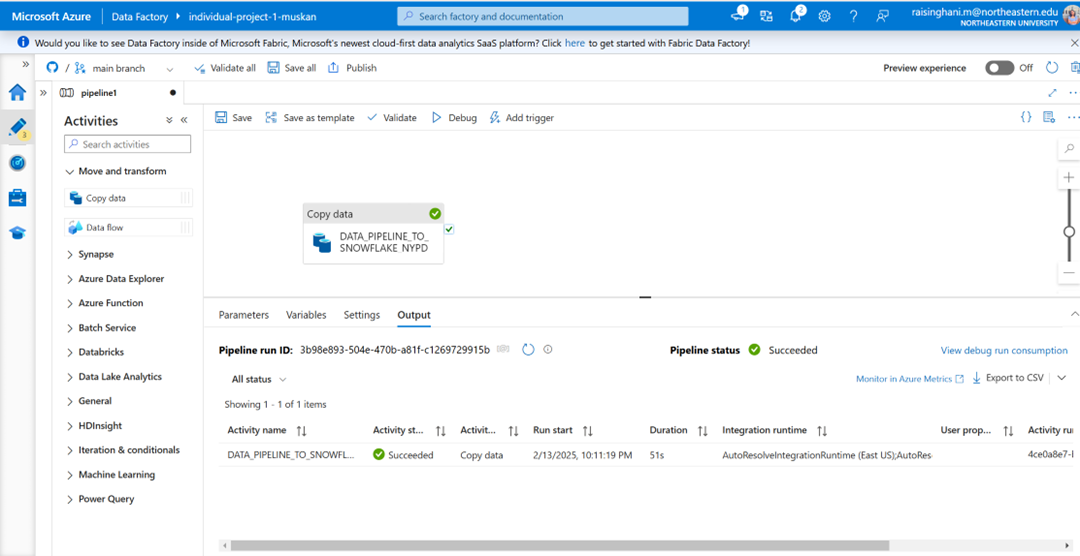 Microsoft Azure Data Factory individual-project-1-muskan Search factory and documentation 1 2 ? raisinghani.m@northeastern.edu
NORTHEASTERN UNIVERSITY
Would you like to see Data Factory inside of Microsoft Fabric, Microsoft's newest cloud-first data analytics SaaS platform? Click here to get started with Fabric Data Factory!
/ main branch Validate all Save all Publish Preview experience Off
pipeline1
Activities
Search activities
Move and transform
Copy data
Data flow
Synapse
Azure Data Explorer
Azure Function
Batch Service
Databricks
Data Lake Analytics
General
HDInsight
Iteration & conditionals
Machine Learning
Power Query
3
Save Save as template Validate Debug Add trigger {}
Copy data
DATA_PIPELINE_TO_
SNOWFLAKE_NYPD
Parameters Variables Settings Output
Pipeline run ID: 3b98e893-504e-470b-a81f-c1269729915b Pipeline status Succeeded View debug run consumption
All status Monitor in Azure Metrics Export to CSV
Showing 1 - 1 of 1 items
Activity name Activity st... Activit... Run start Duration Integration runtime User prop... Activity ru
DATA_PIPELINE_TO_SNOWFL... Succeeded Copy data 2/13/2025, 10:11:19 PM 51s AutoResolveIntegrationRuntime (East US);AutoRes 4ce0a8e7-